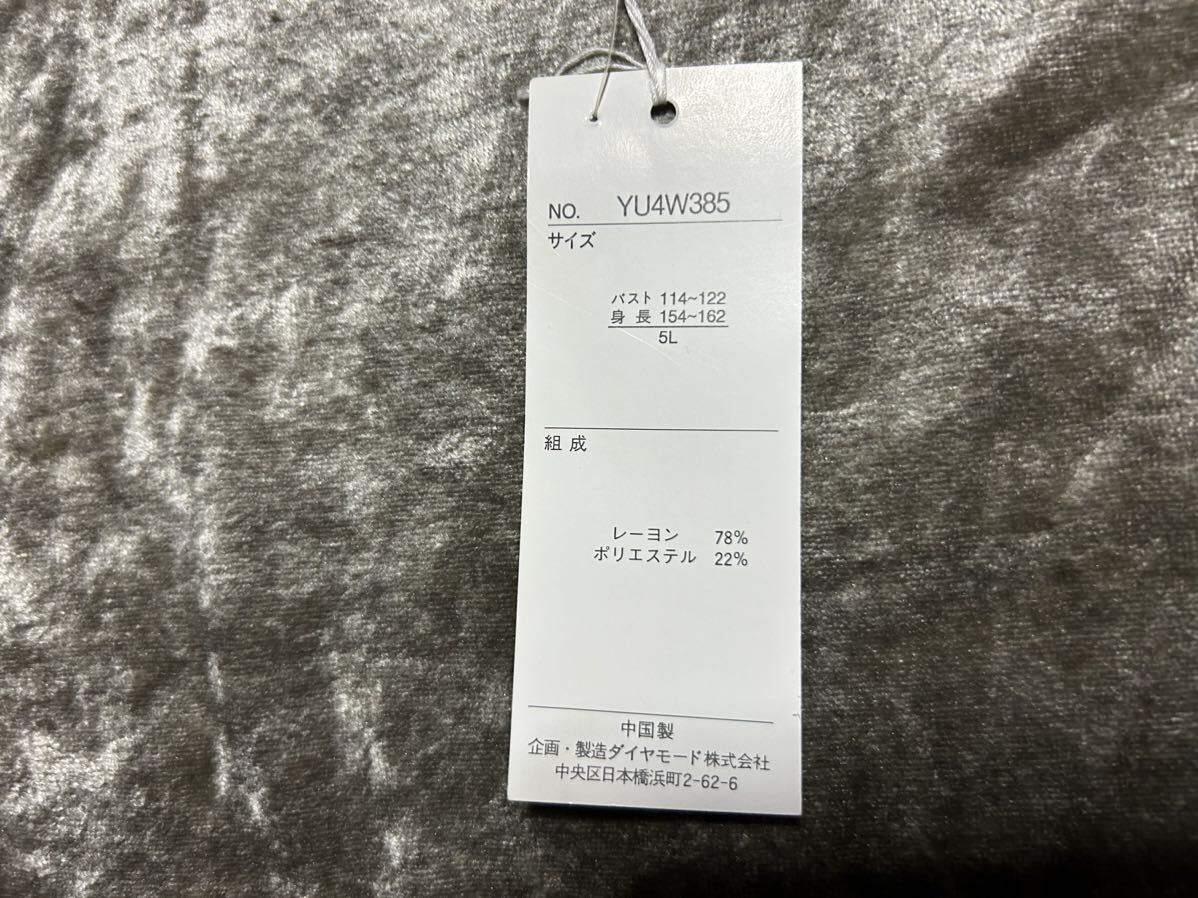 NO. YU4W385
サイズ
バスト 114~122
身長 154~162
5L
組成
レーヨン 78%
ポリエステル 22%
中国製
企画・製造ダイヤモード株式会社
中央区日本橋浜町2-62-6